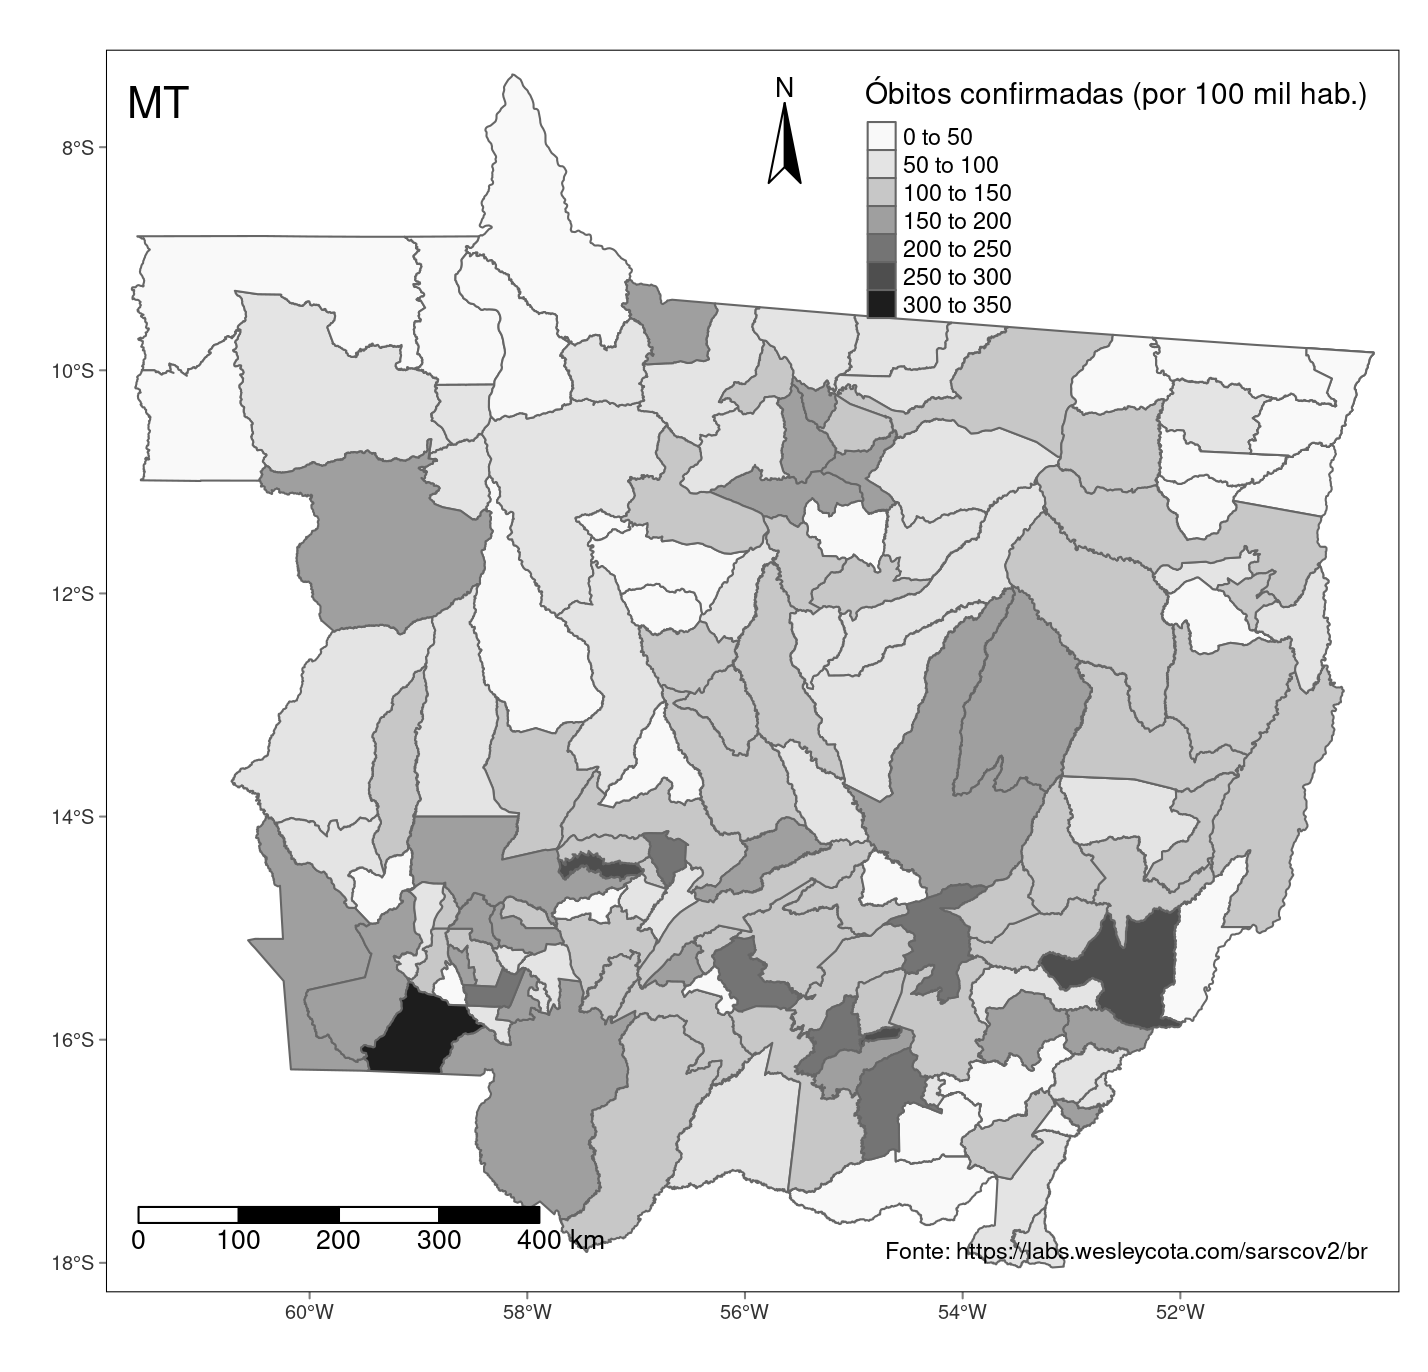 MT
N
Óbitos confirmadas (por 100 mil hab.)
0 to 50
50 to 100
100 to 150
150 to 200
200 to 250
250 to 300
300 to 350
8°S
10°S
12°S
14°S
16°S
18°S
0 100 200 300 400 km
Fonte: https://labs.wesleycota.com/sarscov2/br
60°W 58°W 56°W 54°W 52°W